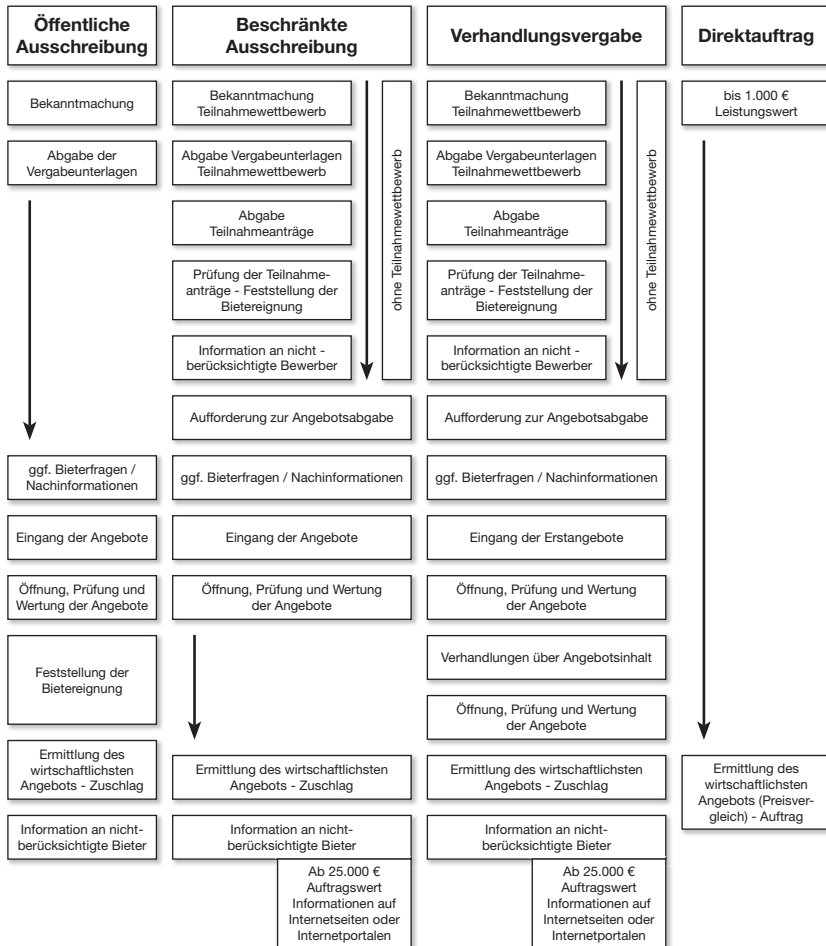 Öffentliche
Ausschreibung
Bekanntmachung
Abgabe der
Vergabeunterlagen
ggf. Bieterfragen /
Nachinformationen
Eingang der Angebote
Öffnung, Prüfung und
Wertung der Angebote
Feststellung der
Bietereignung
Ermittlung des
wirtschaftlichsten
Angebots - Zuschlag
Information an nicht-
berücksichtigte Bieter
Beschränkte
Ausschreibung
Bekanntmachung
Teilnahmewettbewerb
Abgabe Vergabeunterlagen
Teilnahmewettbewerb
Abgabe
Teilnahmeanträge
Prüfung der Teilnahme-
anträge - Feststellung der
Bietereignung
Information an nicht -
berücksichtigte Bewerber
ohne Teilnahmewettbewerb
Aufforderung zur Angebotsabgabe
ggf. Bieterfragen / Nachinformationen
Eingang der Angebote
Öffnung, Prüfung und Wertung
der Angebote
Ermittlung des wirtschaftlichsten
Angebots - Zuschlag
Information an nicht-
berücksichtigte Bieter
Ab 25.000 €
Auftragswert
Informationen auf
Internetseiten oder
Internetportalen
Verhandlungsvergabe
Bekanntmachung
Teilnahmewettbewerb
Abgabe Vergabeunterlagen
Teilnahmewettbewerb
Abgabe
Teilnahmeanträge
Prüfung der Teilnahme-
anträge - Feststellung der
Bietereignung
Information an nicht -
berücksichtigte Bewerber
ohne Teilnahmewettbewerb
Aufforderung zur Angebotsabgabe
ggf. Bieterfragen / Nachinformationen
Eingang der Erstangebote
Öffnung, Prüfung und Wertung
der Angebote
Verhandlungen über Angebotsinhalt
Öffnung, Prüfung und Wertung
der Angebote
Ermittlung des wirtschaftlichsten
Angebots - Zuschlag
Information an nicht-
berücksichtigte Bieter
Ab 25.000 €
Auftragswert
Informationen auf
Internetseiten oder
Internetportalen
Direktauftrag
bis 1.000 €
Leistungswert
Ermittlung des
wirtschaftlichsten
Angebots (Preisver-
gleich) - Auftrag